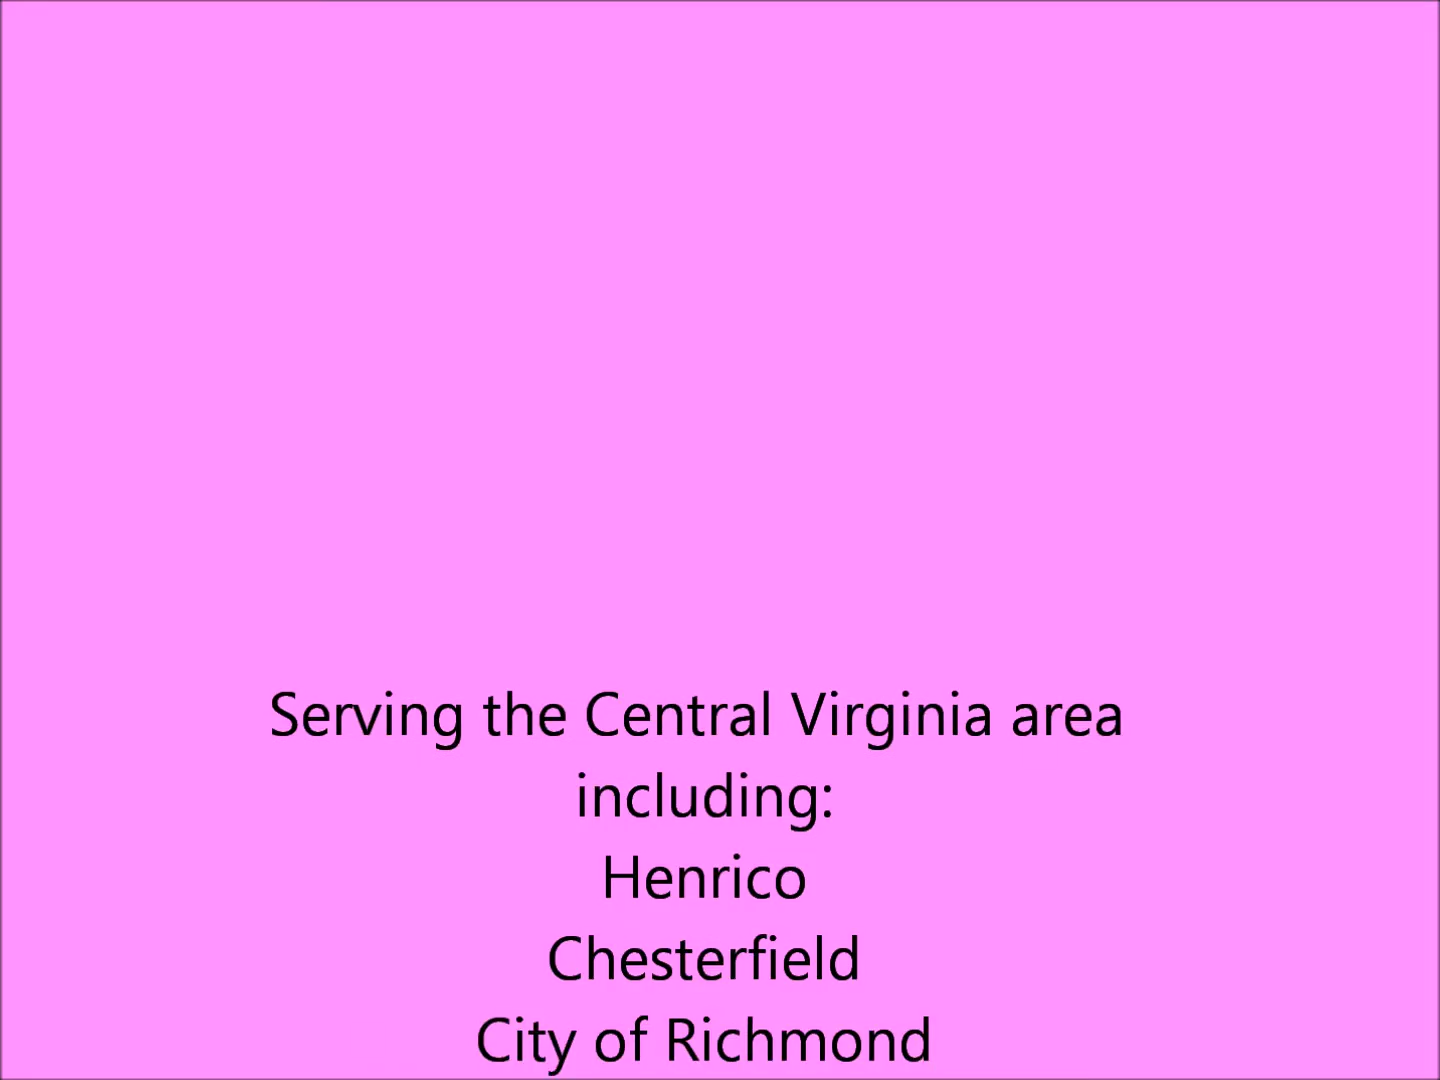 Serving the Central Virginia area
including:
Henrico
Chesterfield
City of Richmond